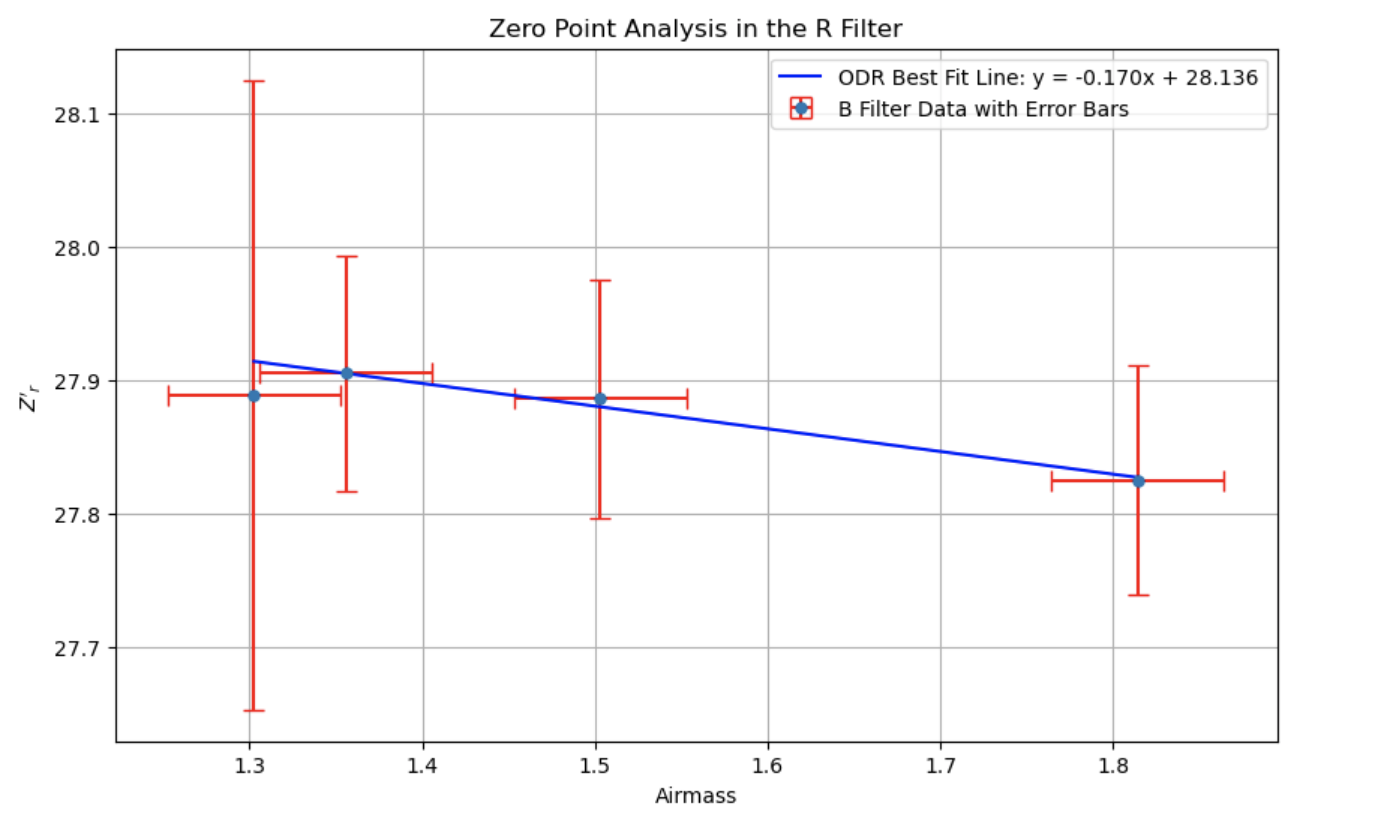 Zero Point Analysis in the R Filter
ODR Best Fit Line: y = -0.170x + 28.136
B Filter Data with Error Bars
28.1
28.0
27.9
27.8
27.7
Z'r
1.3 1.4 1.5 1.6 1.7 1.8
Airmass